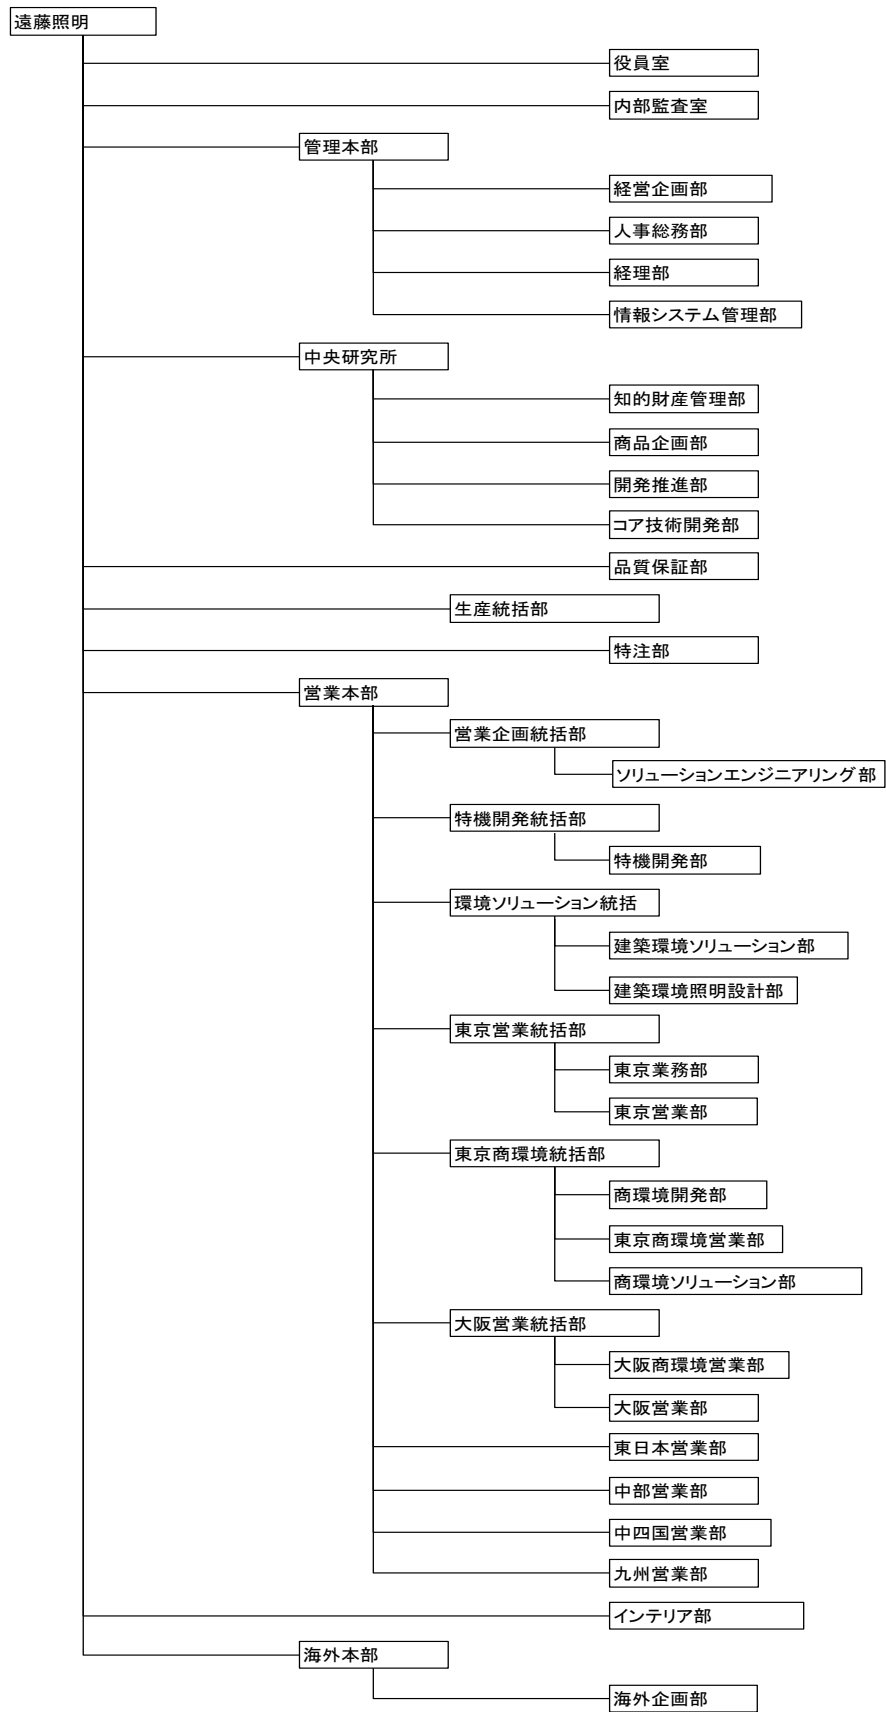 遠藤照明
役員室
内部監査室
管理本部
経営企画部
人事総務部
経理部
情報システム管理部
中央研究所
知的財産管理部
商品企画部
開発推進部
コア技術開発部
品質保証部
生産統括部
特注部
営業本部
営業企画統括部
ソリューションエンジニアリング部
特機開発統括部
特機開発部
環境ソリューション統括
建築環境ソリューション部
建築環境照明設計部
東京営業統括部
東京業務部
東京営業部
東京商環境統括部
商環境開発部
東京商環境営業部
商環境ソリューション部
大阪営業統括部
大阪商環境営業部
大阪営業部
東日本営業部
中部営業部
中四国営業部
九州営業部
インテリア部
海外本部
海外企画部